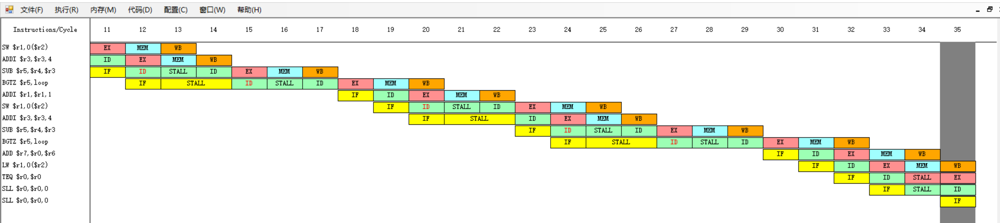 文件(F) 执行(R) 内存(M) 代码(D) 配置(C) 窗口(W) 帮助(H)
Instructions/Cycle 11 12 13 14 15 16 17 18 19 20 21 22 23 24 25 26 27 28 29 30 31 32 33 34 35
SW $r1,0($r2) EX MEM WB
ADDI $r3,$r3,4 ID EX MEM WB
SUB $r5,$r4,$r3 IF ID STALL ID EX MEM WB
BGTZ $r5,loop IF STALL ID STALL ID EX MEM WB
ADDI $r1,$r1,1 IF ID EX MEM WB
SW $r1,0($r2) IF ID STALL ID EX MEM WB
ADDI $r3,$r3,4 IF STALL ID EX MEM WB
SUB $r5,$r4,$r3 IF ID STALL ID EX MEM WB
BGTZ $r5,loop IF STALL ID STALL ID EX MEM WB
ADD $r7,$r0,$r6 IF ID EX MEM WB
LW $r1,0($r2) IF ID EX MEM WB
TEQ $r0,$r0 IF ID STALL EX
SLL $r0,$r0,0 IF STALL ID
SLL $r0,$r0,0 IF